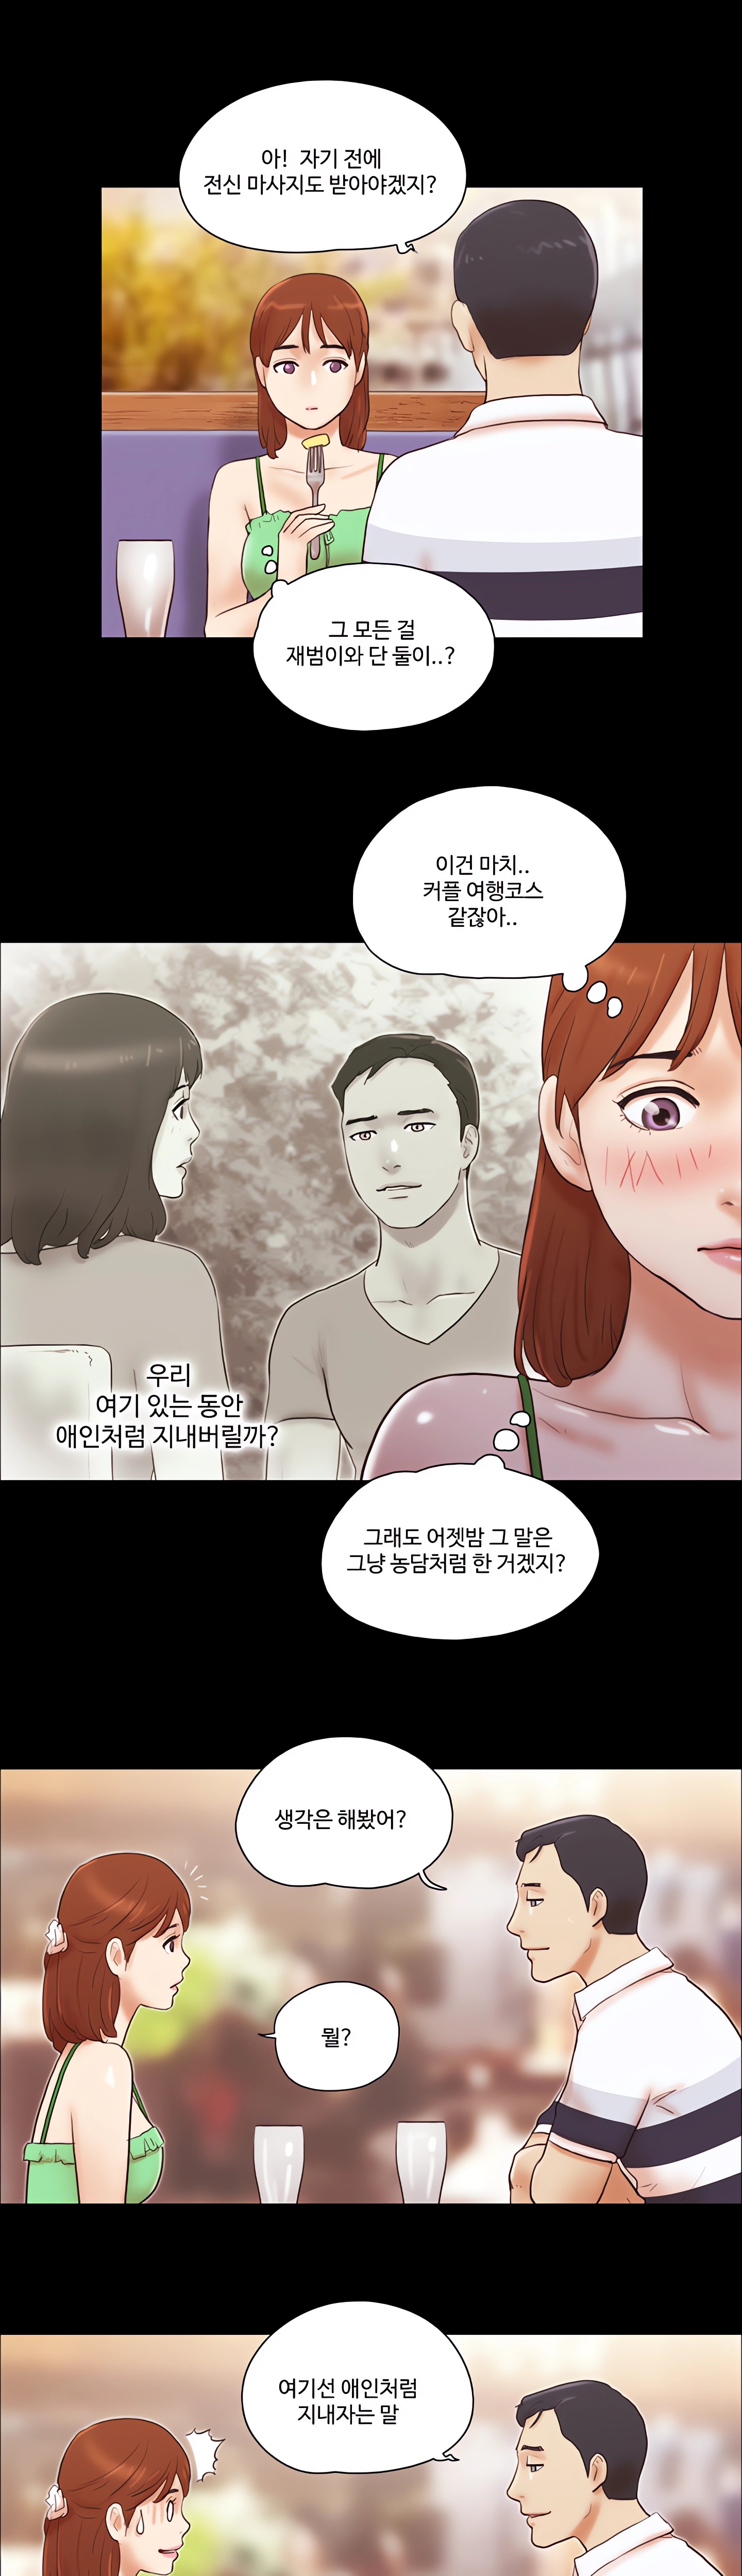 아! 자기 전에
전신 마사지도 받아야겠지?
그 모든 걸
재범이와 단 둘이..?
이건 마치..
커플 여행코스
같잖아..
우리
여기 있는 동안
애인처럼 지내버릴까?
그래도 어젯밤 그 말은
그냥 농담처럼 한 거겠지?
생각은 해봤어?
뭘?
여기선 애인처럼
지내자는 말